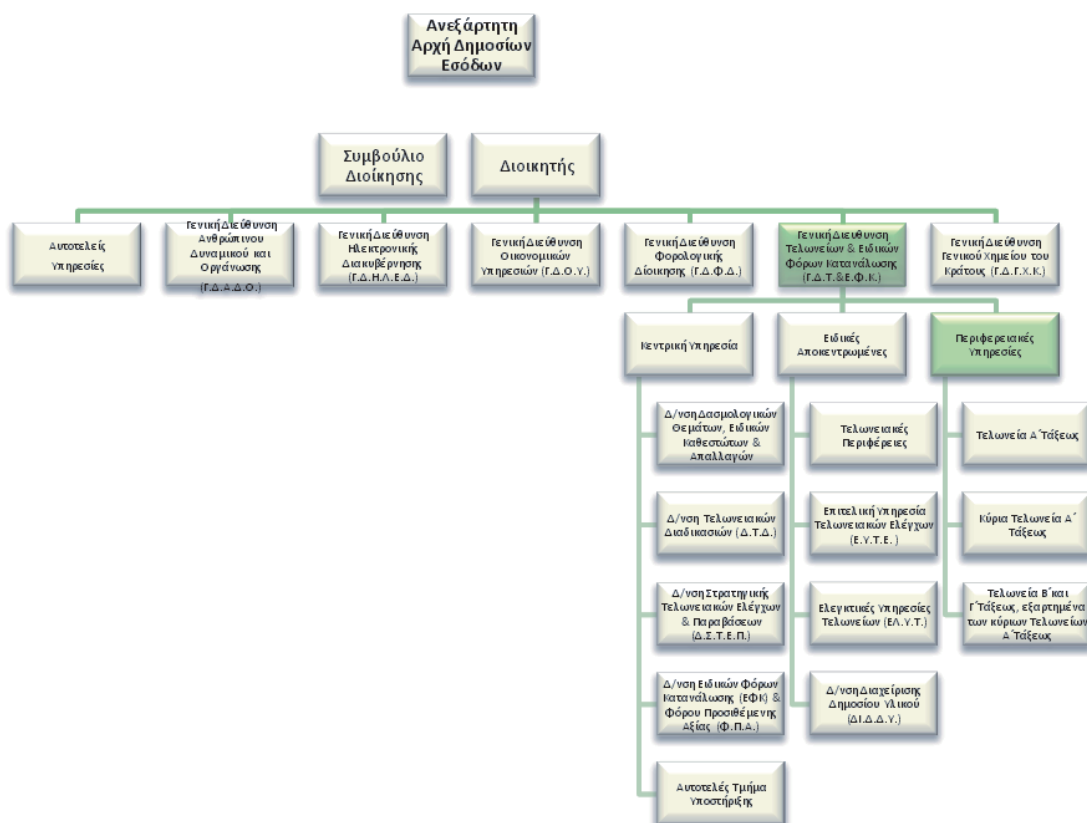 Ανεξάρτητη
Αρχή Δημοσίων
Εσόδων
Συμβούλιο
Διοίκησης
Διοικητής
Αυτοτελείς
Υπηρεσίες
Γενική Διεύθυνση
Ανθρώπινου
Δυναμικού και
Οργάνωσης
(Γ.Δ.Α.Δ.Ο.)
Γενική Διεύθυνση
Ηλεκτρονικής
Διακυβέρνησης
(Γ.Δ.Η.Λ.Ε.Δ.)
Γενική Διεύθυνση
Οικονομικών
Υπηρεσιών (Γ.Δ.Ο.Υ.)
Γενική Διεύθυνση
Φορολογικής
Δίοικησης (Γ.Δ.Φ.Δ.)
Γενική Διευθυνση
Τελωνείων & Ειδικών
Φόρων Κατανάλωσης
(Γ.Δ.Τ.&Ε.Φ.Κ.)
Γενική Διεύθυνση
Γενικού Χημείου του
Κράτους (Γ.Δ.Γ.Χ.Κ.)
Κεντρική Υπηρεσία
Ειδικές
Αποκεντρωμένες
Περιφερειακές
Υπηρεσίες
Δ/νση Δασμολογικών
Θεμάτων, Ειδικών
Καθεστώτων &
Απαλλαγών
Τελωνειακές
Περιφέρειες
Τελωνεία Α΄Τάξεως
Δ/νση Τελωνειακών
Διαδικασιών (Δ.Τ.Δ.)
Επιτελική Υπηρεσία
Τελωνειακών Ελέγχων
(Ε.Υ.Τ.Ε.)
Κύρια Τελωνεία Α΄
Τάξεως
Δ/νση Στρατηγικής
Τελωνειακών Ελέγχων
& Παραβάσεων
(Δ.Σ.Τ.Ε.Π.)
Ελεγκτικές Υπηρεσίες
Τελωνείων (ΕΛ.Υ.Τ.)
Τελωνεία Β΄και
Γ΄Τάξεως, εξαρτημένα
των κύριων Τελωνείων
Α΄Τάξεως
Δ/νση Ειδικών Φόρων
Κατανάλωσης (ΕΦΚ) &
Φόρου Προσιθέμενης
Αξίας (Φ.Π.Α.)
Δ/νση Διαχείρισης
Δημοσίου Υλικού
(ΔΙ.Δ.Δ.Υ.)
Αυτοτελές Τμήμα
Υποστήριξης